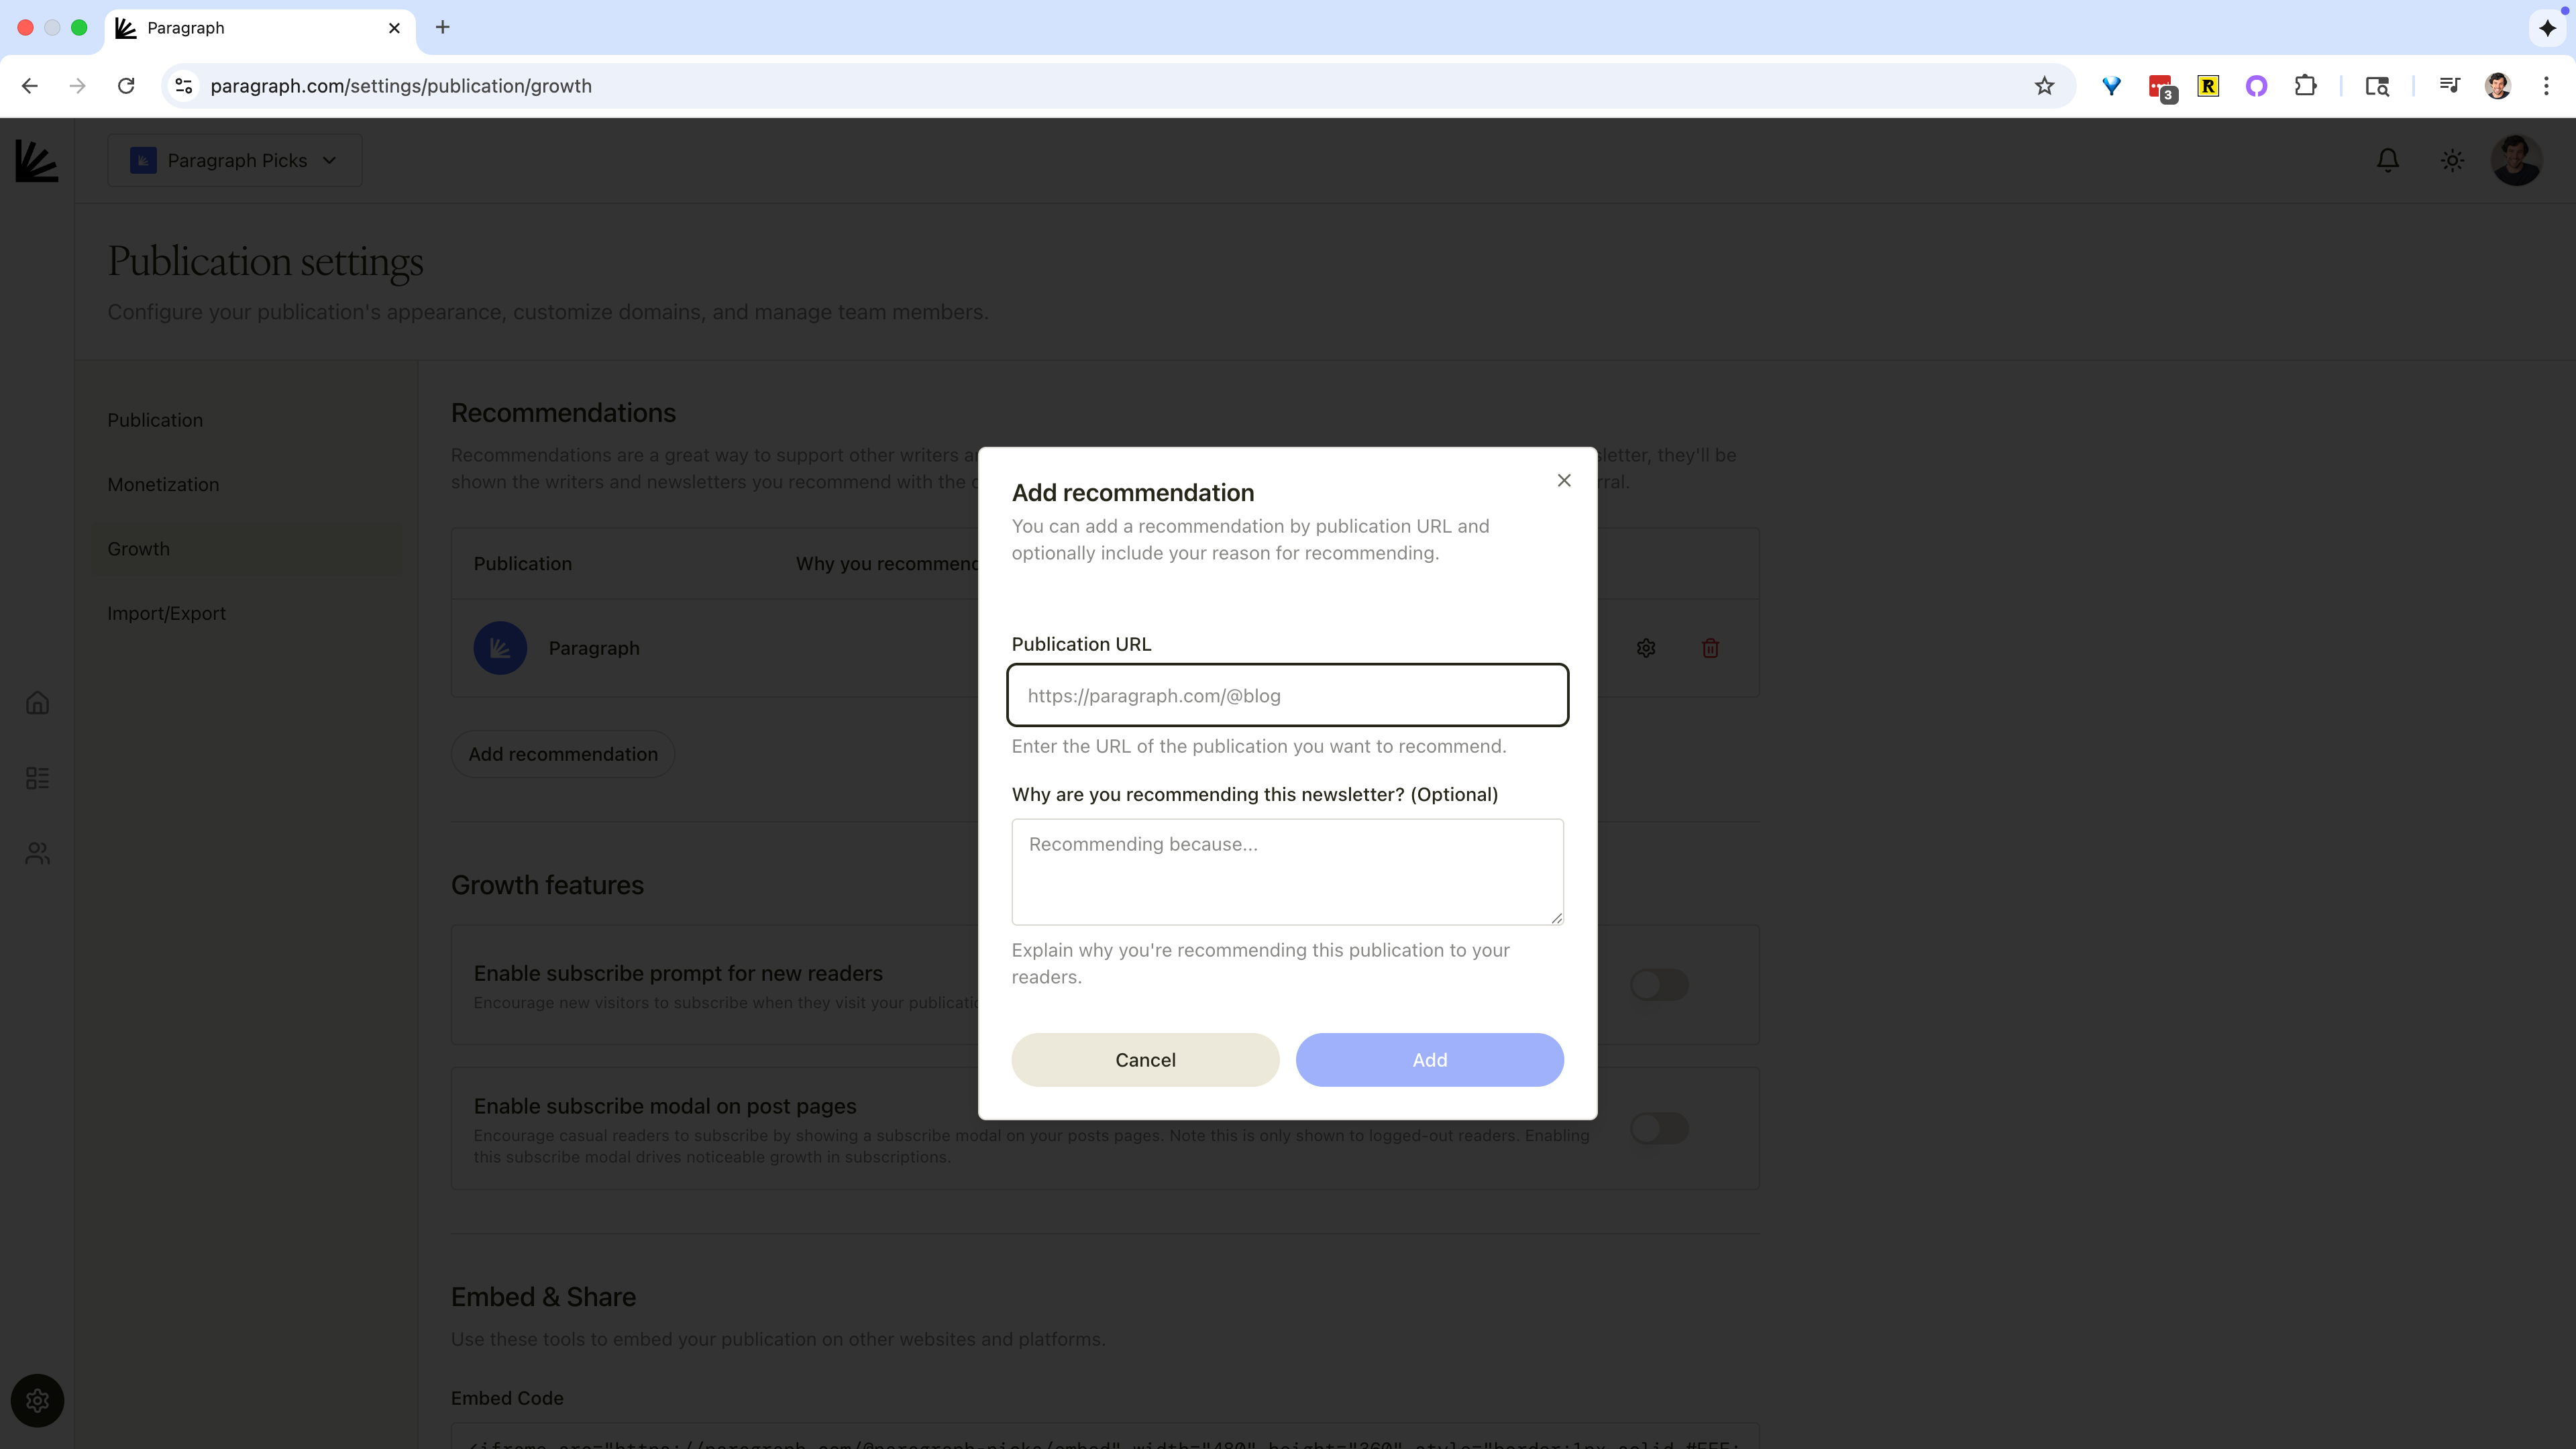 Paragraph
paragraph.com/settings/publication/growth
3
R
Paragraph Picks
Publication settings
Configure your publication's appearance, customize domains, and manage team members.
Publication
Monetization
Growth
Import/Export
Recommendations
Recommendations are a great way to support other writers
sletter, they'll be
shown the writers and newsletters you recommend with the
rral.
Publication
Why you recommend
Paragraph
Add recommendation
Growth features
Enable subscribe prompt for new readers
Encourage new visitors to subscribe when they visit your publicatio
Enable subscribe modal on post pages
Encourage casual readers to subscribe by showing a subscribe modal on your posts pages. Note this is only shown to logged-out readers. Enabling
this subscribe modal drives noticeable growth in subscriptions.
Embed & Share
Use these tools to embed your publication on other websites and platforms.
Embed Code
Add recommendation
You can add a recommendation by publication URL and
optionally include your reason for recommending.
Publication URL
https://paragraph.com/@blog
Enter the URL of the publication you want to recommend.
Why are you recommending this newsletter? (Optional)
Recommending because...
Explain why you're recommending this publication to your
readers.
Cancel
Add